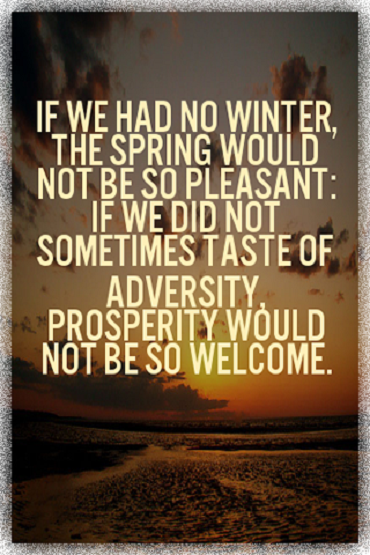 IF WE HAD NO WINTER,
THE SPRING WOULD
NOT BE SO PLEASANT:
IF WE DID NOT
SOMETIMES TASTE OF
ADVERSITY,
PROSPERITY WOULD
NOT BE SO WELCOME.